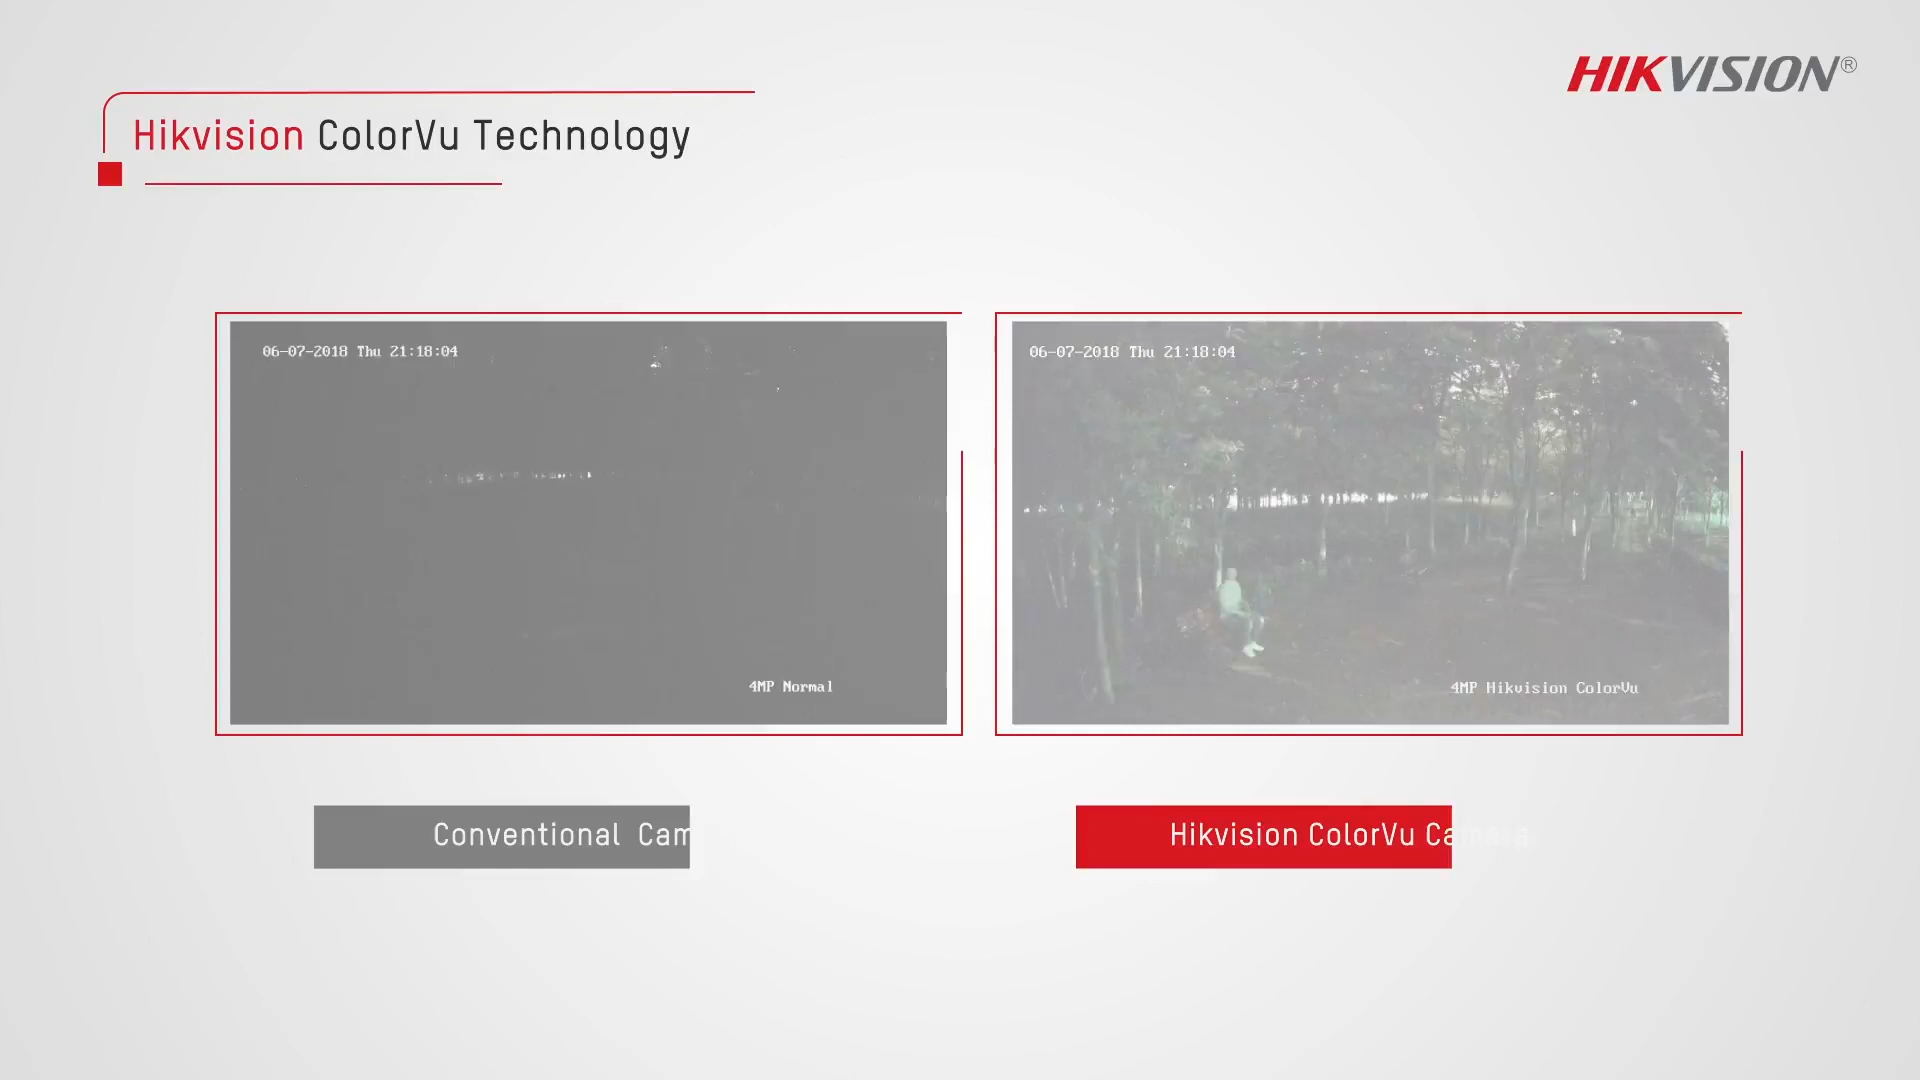 HIKVISION®
Hikvision ColorVu Technology
06-07-2018 Thu 21:18:04
06-07-2018 Thu 21:18:04
4MP Normal
4MP Hikvision ColorVu
Conventional Cam
Hikvision ColorVu Camera